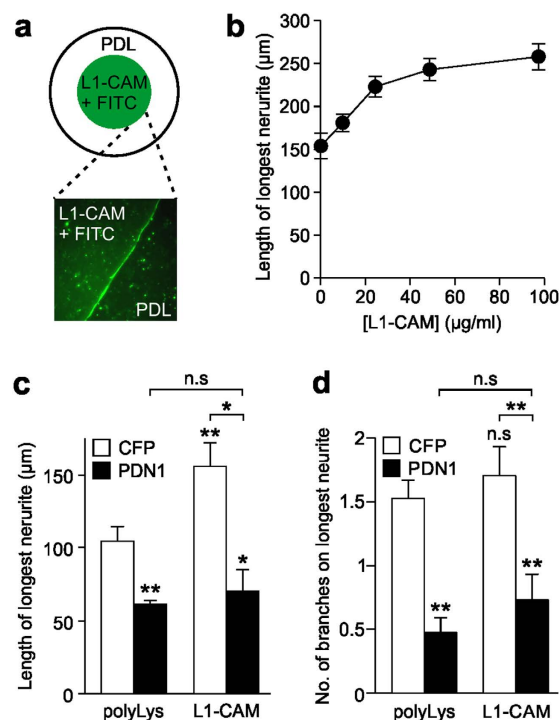 a
PDL
L1-CAM
+ FITC
L1-CAM
+ FITC
PDL
b
Length of longest nerurite (µm)
300
250
200
150
100
50
0
0 20 40 60 80 100
[L1-CAM] (µg/ml)
c
n.s
*
**
CFP
PDN1
Length of longest nerurite (µm)
150
100
50
0
**
*
polyLys L1-CAM
d
n.s
**
n.s
CFP
PDN1
No. of branches on longest neurite
2
1.5
1
0.5
0
**
**
polyLys L1-CAM